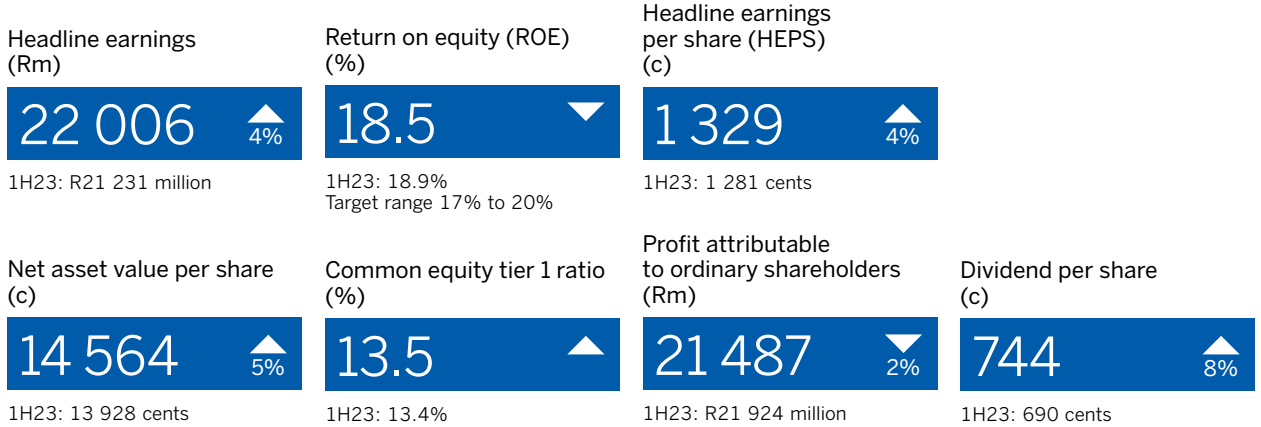 Headline earnings
(Rm)
22 006
4%
1H23: R21 231 million
Return on equity (ROE)
(%)
18.5
1H23: 18.9%
Target range 17% to 20%
Headline earnings
per share (HEPS)
(c)
1 329
4%
1H23: 1 281 cents
Net asset value per share
(c)
14 564
5%
1H23: 13 928 cents
Common equity tier 1 ratio
(%)
13.5
1H23: 13.4%
Profit attributable
to ordinary shareholders
(Rm)
21 487
2%
1H23: R21 924 million
Dividend per share
(c)
744
8%
1H23: 690 cents